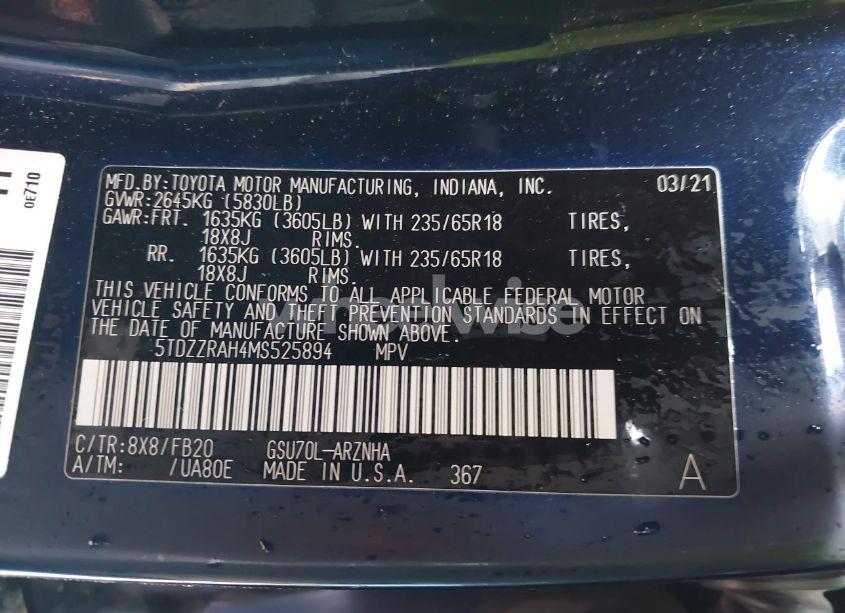 0E710
MFD.BY:TOYOTA MOTOR MANUFACTURING, INDIANA, INC. 03/21
GVWR:2645KG (5830LB)
GAWR:FRT. 1635KG (3605LB) WITH 235/65R18 TIRES,
18X8J RIMS.
RR. 1635KG (3605LB) WITH 235/65R18 TIRES,
18X8J RIMS.
THIS VEHICLE CONFORMS TO ALL APPLICABLE FEDERAL MOTOR
VEHICLE SAFETY AND THEFT PREVENTION STANDARDS IN EFFECT ON
THE DATE OF MANUFACTURE SHOWN ABOVE.
5TDZZRAH4MS525894 MPV
C/TR:8X8/FB20 GSU70L-ARZNHA
A/TM: /UA80E MADE IN U.S.A. 367 A